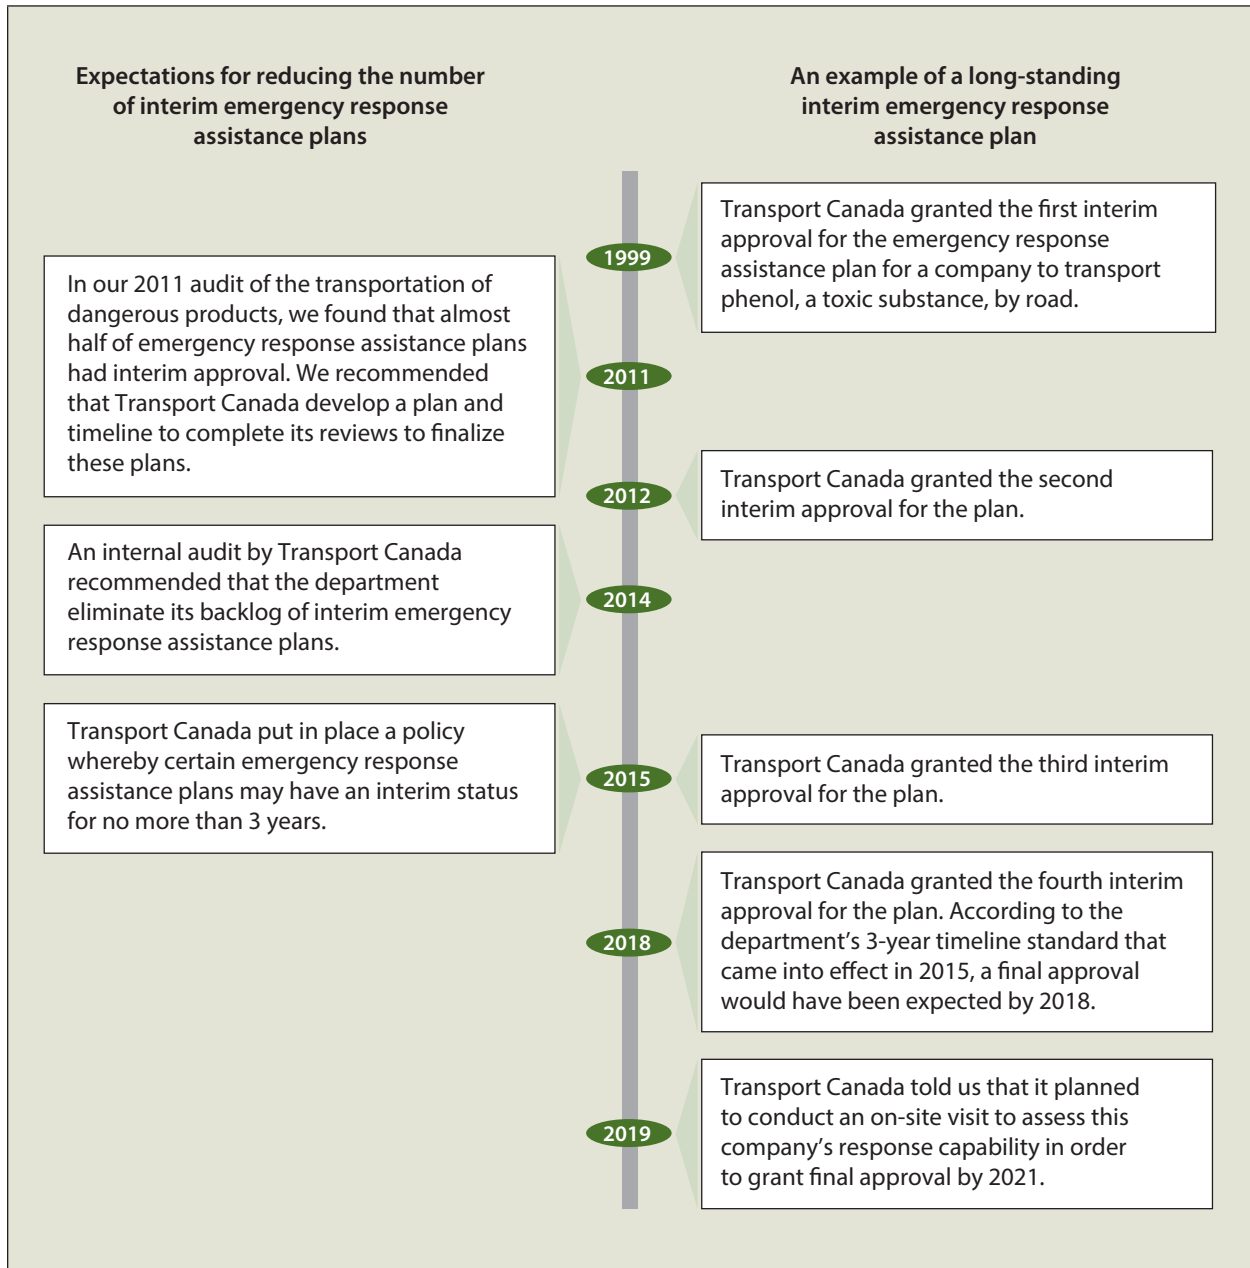 Expectations for reducing the number
of interim emergency response
assistance plans
An example of a long-standing
interim emergency response
assistance plan
1999
Transport Canada granted the first interim
approval for the emergency response
assistance plan for a company to transport
phenol, a toxic substance, by road.
In our 2011 audit of the transportation of
dangerous products, we found that almost
half of emergency response assistance plans
had interim approval. We recommended
that Transport Canada develop a plan and
timeline to complete its reviews to finalize
these plans.
2011
2012
Transport Canada granted the second
interim approval for the plan.
An internal audit by Transport Canada
recommended that the department
eliminate its backlog of interim emergency
response assistance plans.
2014
Transport Canada put in place a policy
whereby certain emergency response
assistance plans may have an interim status
for no more than 3 years.
2015
Transport Canada granted the third interim
approval for the plan.
2018
Transport Canada granted the fourth interim
approval for the plan. According to the
department’s 3-year timeline standard that
came into effect in 2015, a final approval
would have been expected by 2018.
2019
Transport Canada told us that it planned
to conduct an on-site visit to assess this
company’s response capability in order
to grant final approval by 2021.